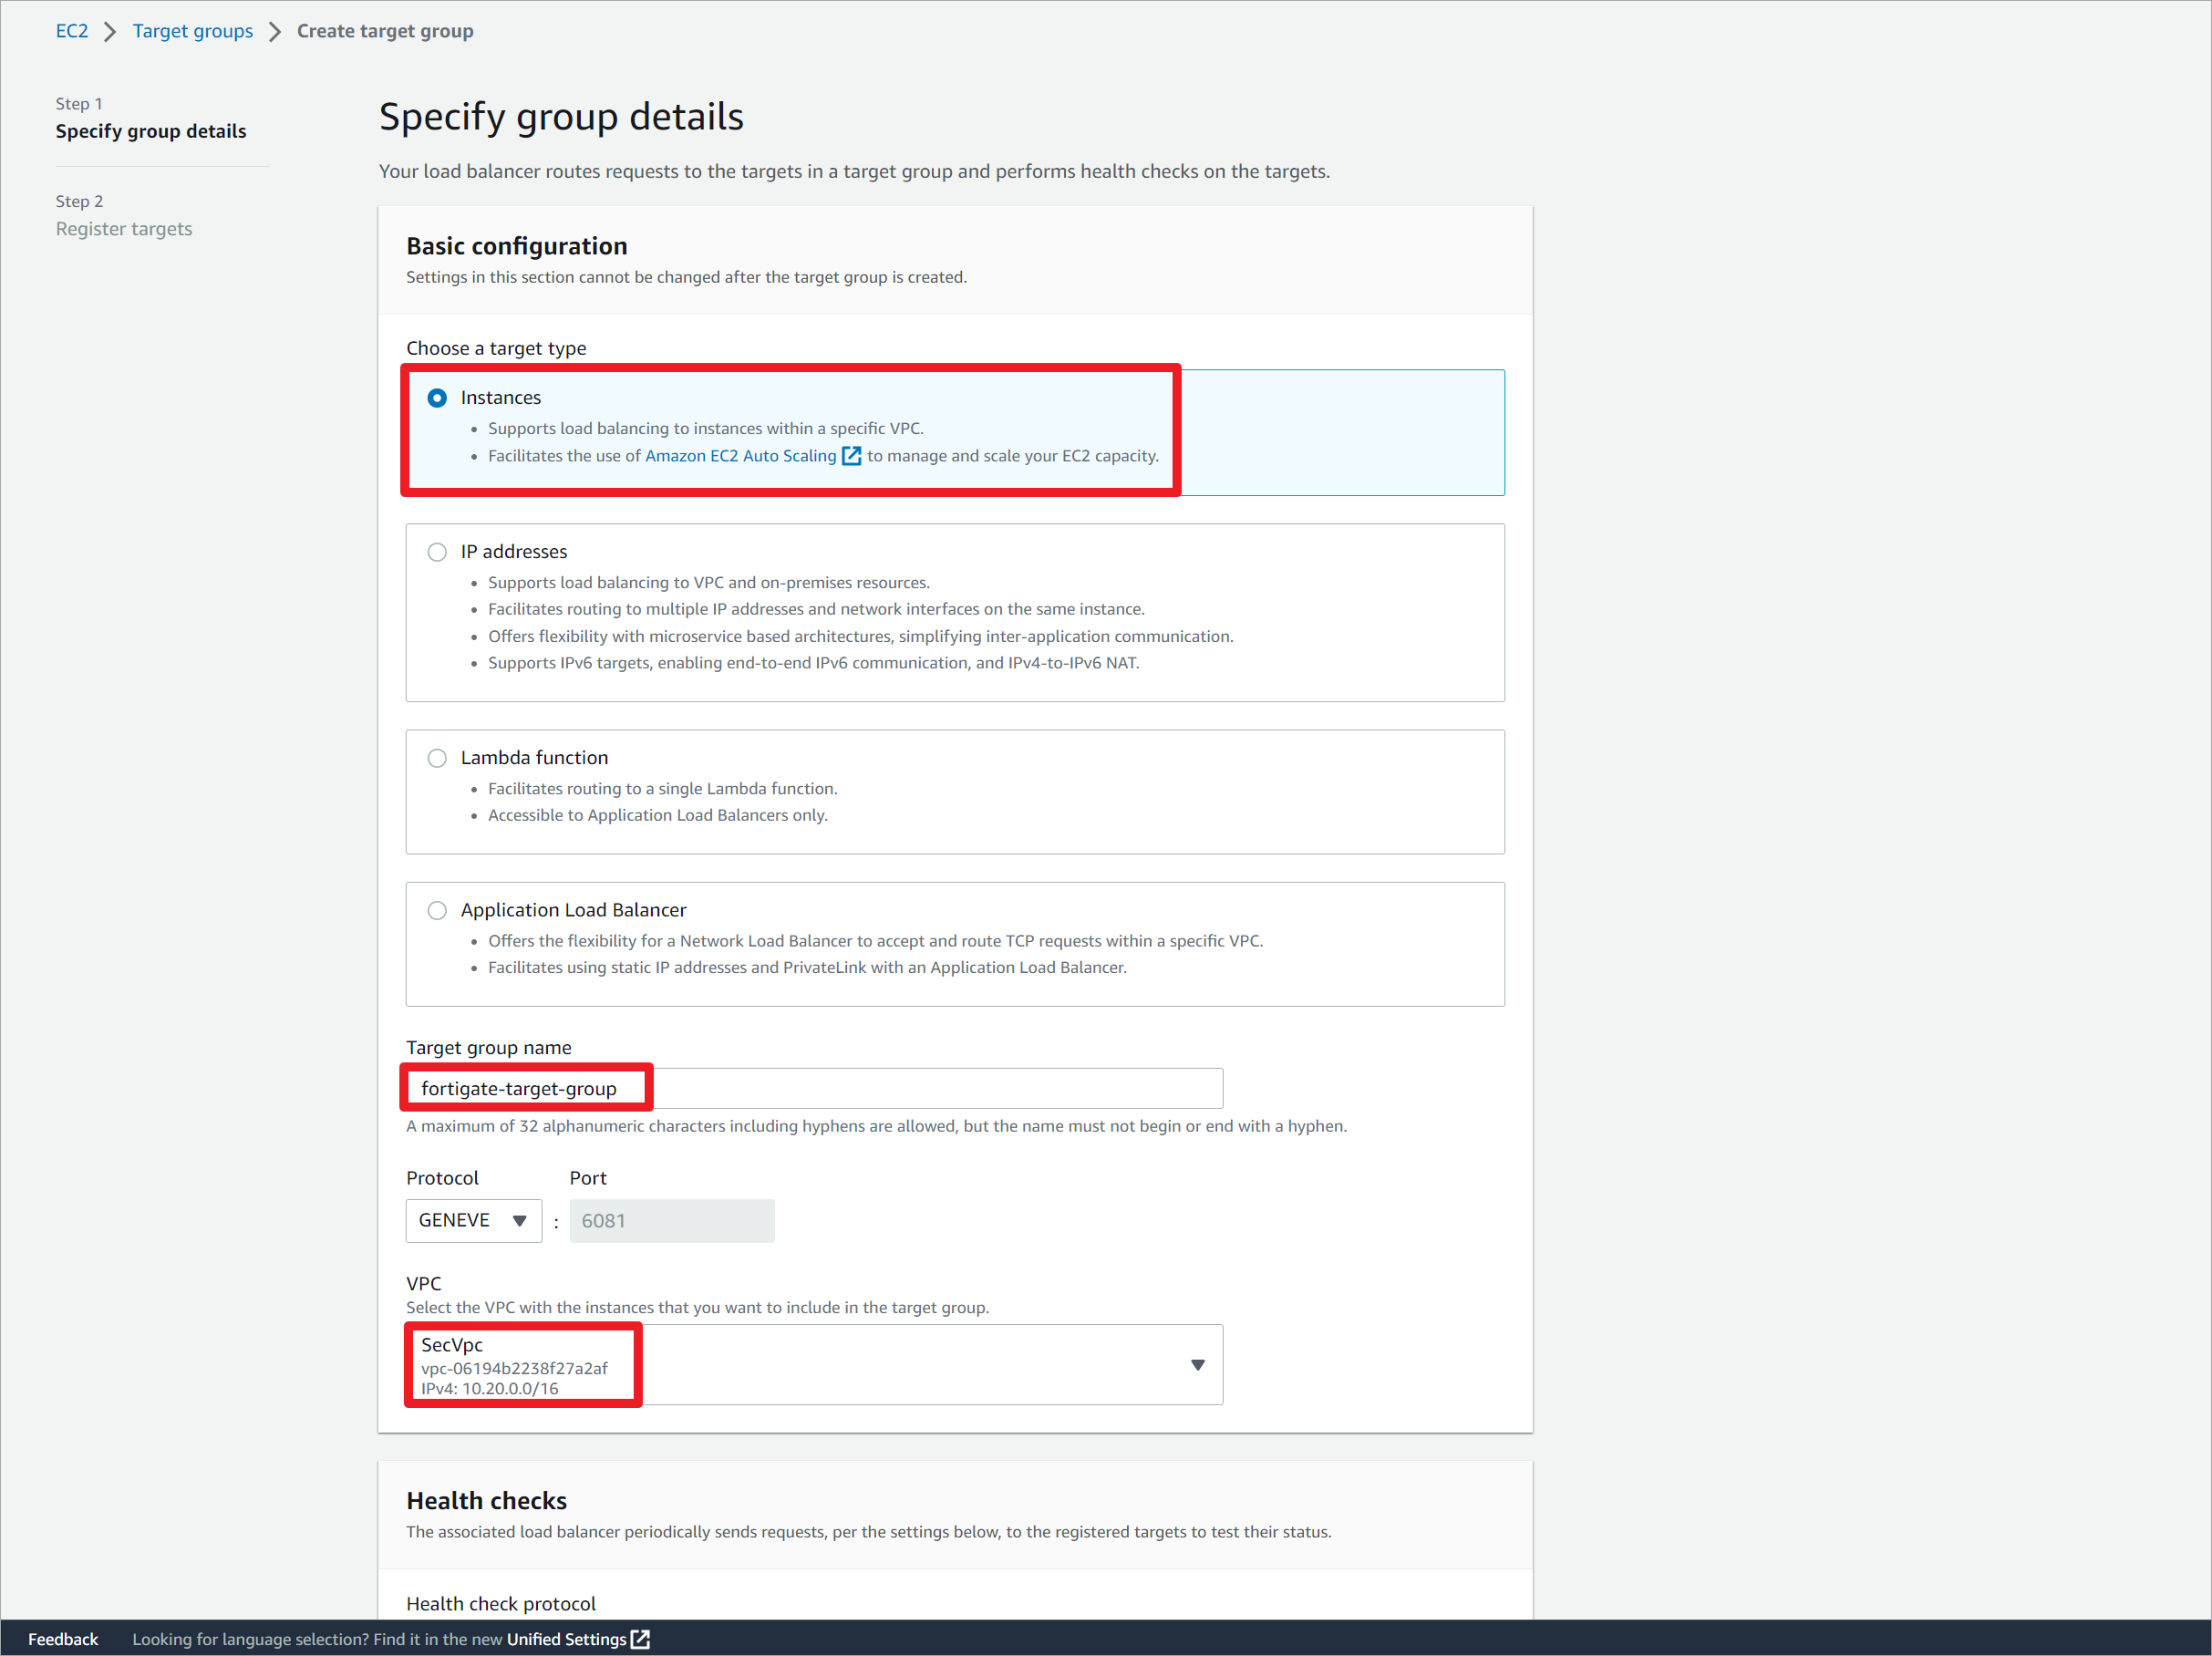 EC2 > Target groups > Create target group
Step 1
Specify group details
Step 2
Register targets
Specify group details
Your load balancer routes requests to the targets in a target group and performs health checks on the targets.
Basic configuration
Settings in this section cannot be changed after the target group is created.
Choose a target type
Instances
• Supports load balancing to instances within a specific VPC.
• Facilitates the use of Amazon EC2 Auto Scaling to manage and scale your EC2 capacity.
IP addresses
• Supports load balancing to VPC and on-premises resources.
• Facilitates routing to multiple IP addresses and network interfaces on the same instance.
• Offers flexibility with microservice based architectures, simplifying inter-application communication.
• Supports IPv6 targets, enabling end-to-end IPv6 communication, and IPv4-to-IPv6 NAT.
Lambda function
• Facilitates routing to a single Lambda function.
• Accessible to Application Load Balancers only.
Application Load Balancer
• Offers the flexibility for a Network Load Balancer to accept and route TCP requests within a specific VPC.
• Facilitates using static IP addresses and PrivateLink with an Application Load Balancer.
Target group name
fortigate-target-group
A maximum of 32 alphanumeric characters including hyphens are allowed, but the name must not begin or end with a hyphen.
Protocol Port
GENEVE : 6081
VPC
Select the VPC with the instances that you want to include in the target group.
SecVpc
vpc-06194b2238f27a2af
IPv4: 10.20.0.0/16
Health checks
The associated load balancer periodically sends requests, per the settings below, to the registered targets to test their status.
Health check protocol
Feedback Looking for language selection? Find it in the new Unified Settings